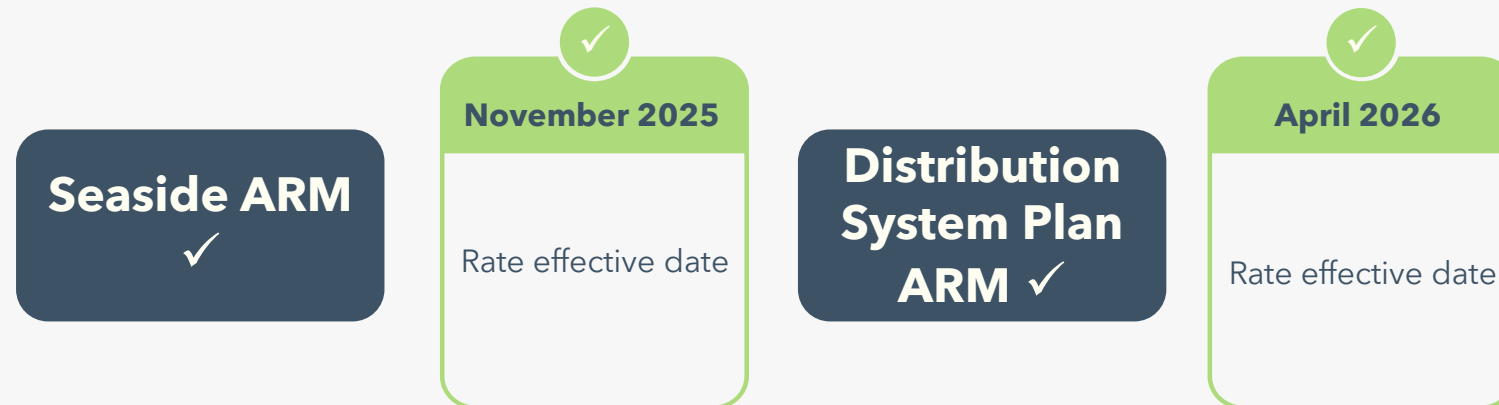 Seaside ARM
✓
✓
November 2025
Rate effective date
Distribution
System Plan
ARM ✓
✓
April 2026
Rate effective date